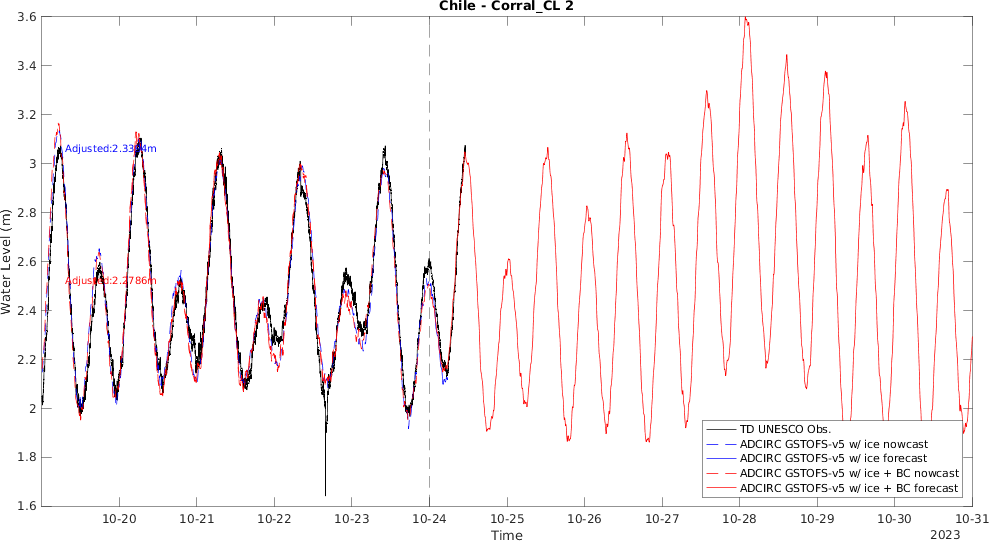 Chile - Corral_CL 2
3.6
3.4
3.2
3
2.8
2.6
2.4
2.2
2
1.8
1.6
Water Level (m)
Adjusted:2.3384m
Adjusted:2.2786m
10-20
10-21
10-22
10-23
10-24
10-25
10-26
10-27
10-28
10-29
10-30
10-31
Time
2023
TD UNESCO Obs.
ADCIRC GSTOFS-v5 w/ ice nowcast
ADCIRC GSTOFS-v5 w/ ice forecast
ADCIRC GSTOFS-v5 w/ ice + BC nowcast
ADCIRC GSTOFS-v5 w/ ice + BC forecast